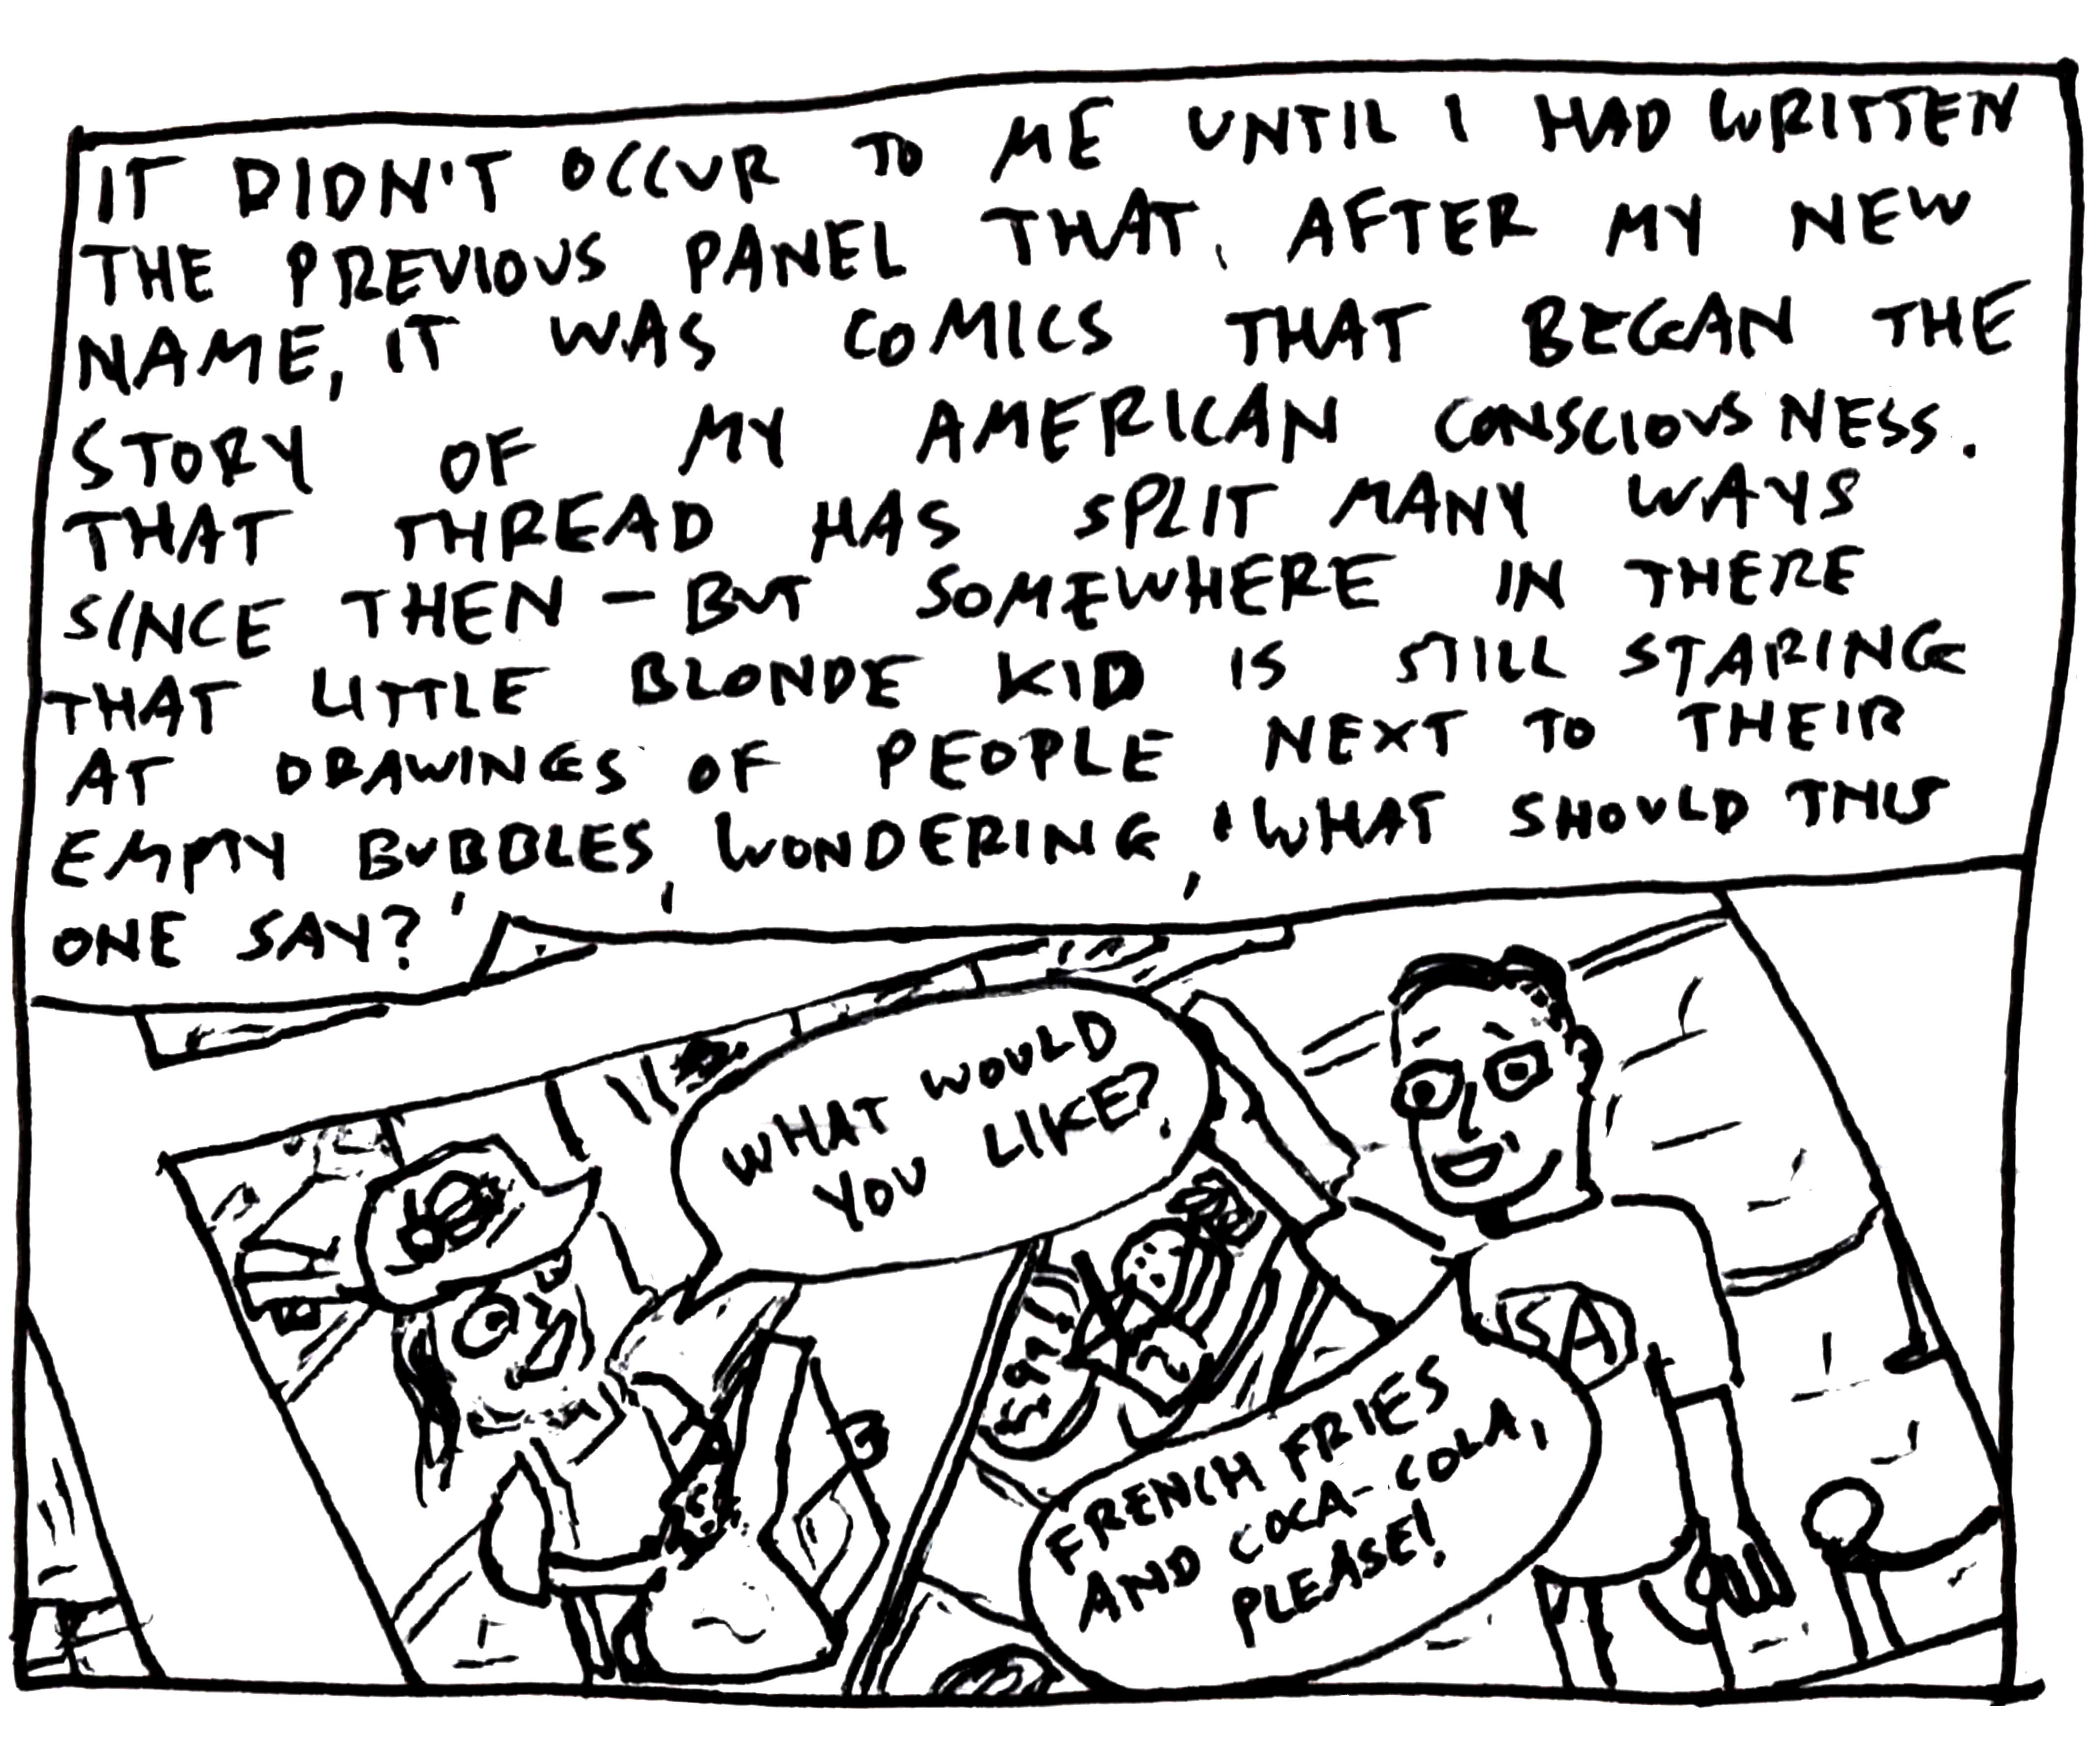 IT DIDN'T OCCUR TO ME UNTIL I HAD WRITTEN
THE PREVIOUS PANEL THAT, AFTER MY NEW
NAME, IT WAS COMICS THAT BEGAN THE
STORY OF MY AMERICAN CONSCIOUSNESS.
THAT THREAD HAS SPLIT MANY WAYS
SINCE THEN – BUT SOMEWHERE IN THERE
THAT LITTLE BLONDE KID IS STILL STARING
AT DRAWINGS OF PEOPLE NEXT TO THEIR
EMPTY BUBBLES, WONDERING, 'WHAT SHOULD THIS
ONE SAY?'
WHAT WOULD
YOU LIKE?
SA
FRENCH FRIES
AND COCA-COLA,
PLEASE!